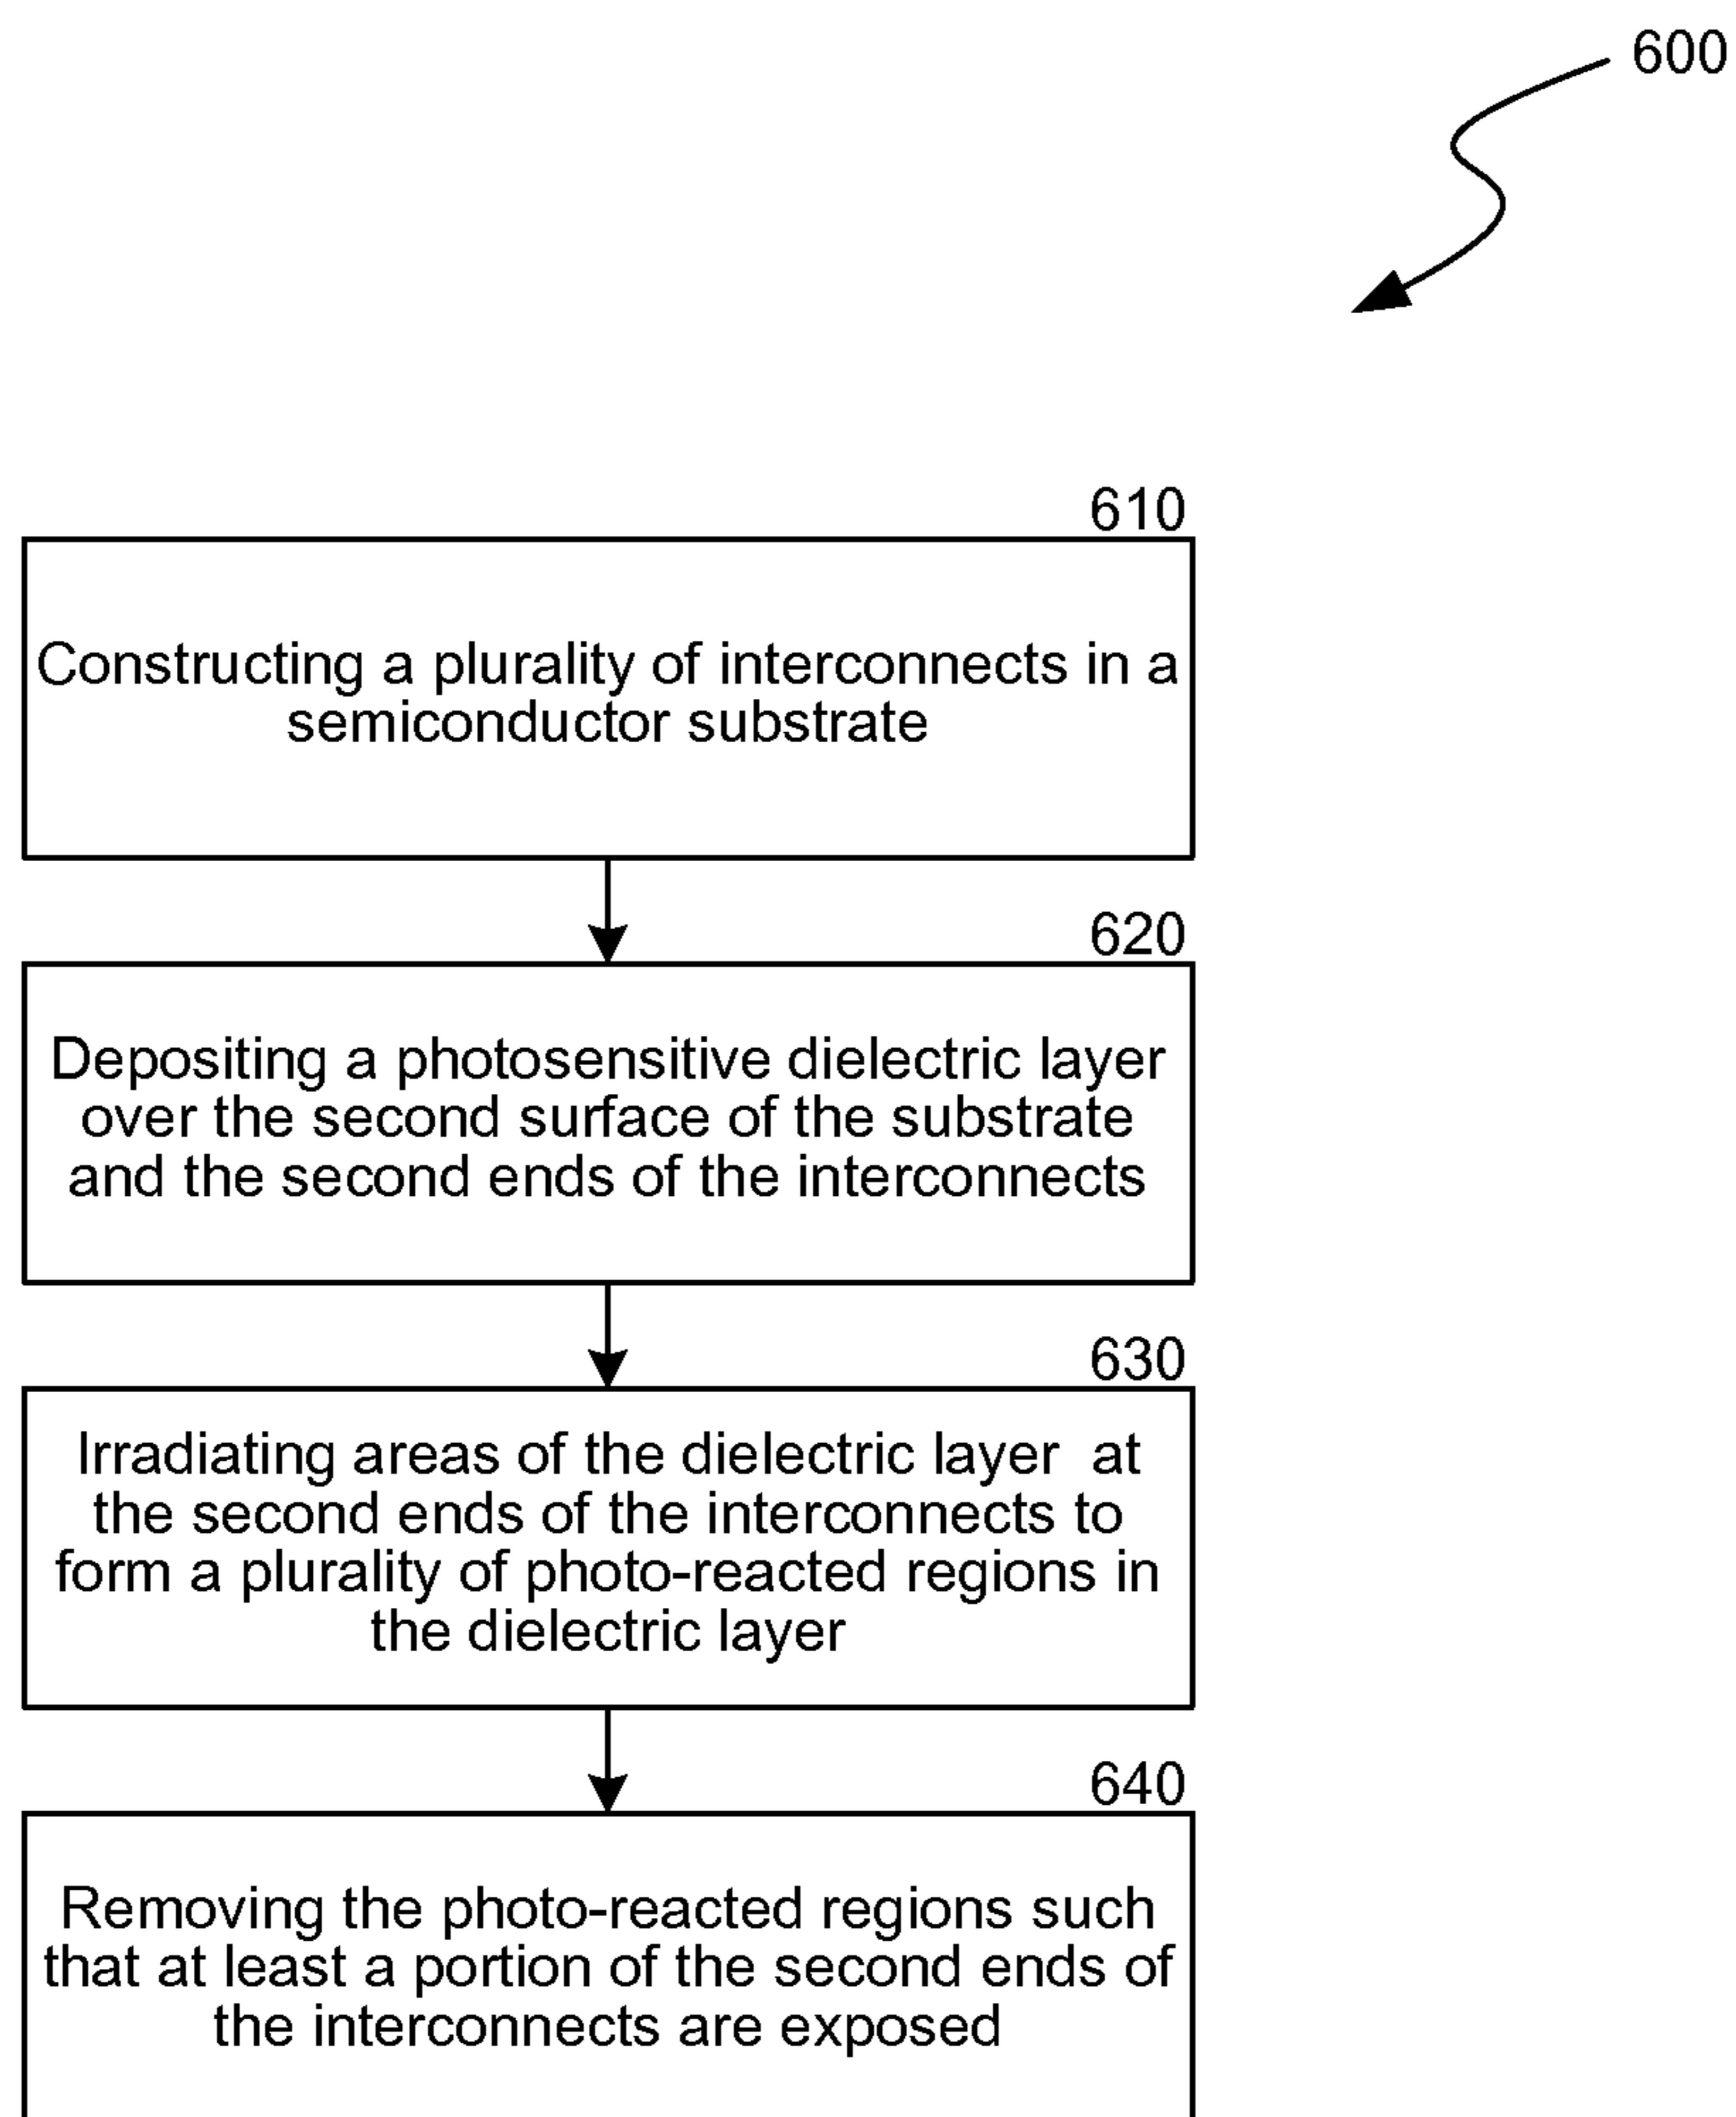 600
610
Constructing a plurality of interconnects in a
semiconductor substrate
620
Depositing a photosensitive dielectric layer
over the second surface of the substrate
and the second ends of the interconnects
630
Irradiating areas of the dielectric layer at
the second ends of the interconnects to
form a plurality of photo-reacted regions in
the dielectric layer
640
Removing the photo-reacted regions such
that at least a portion of the second ends of
the interconnects are exposed